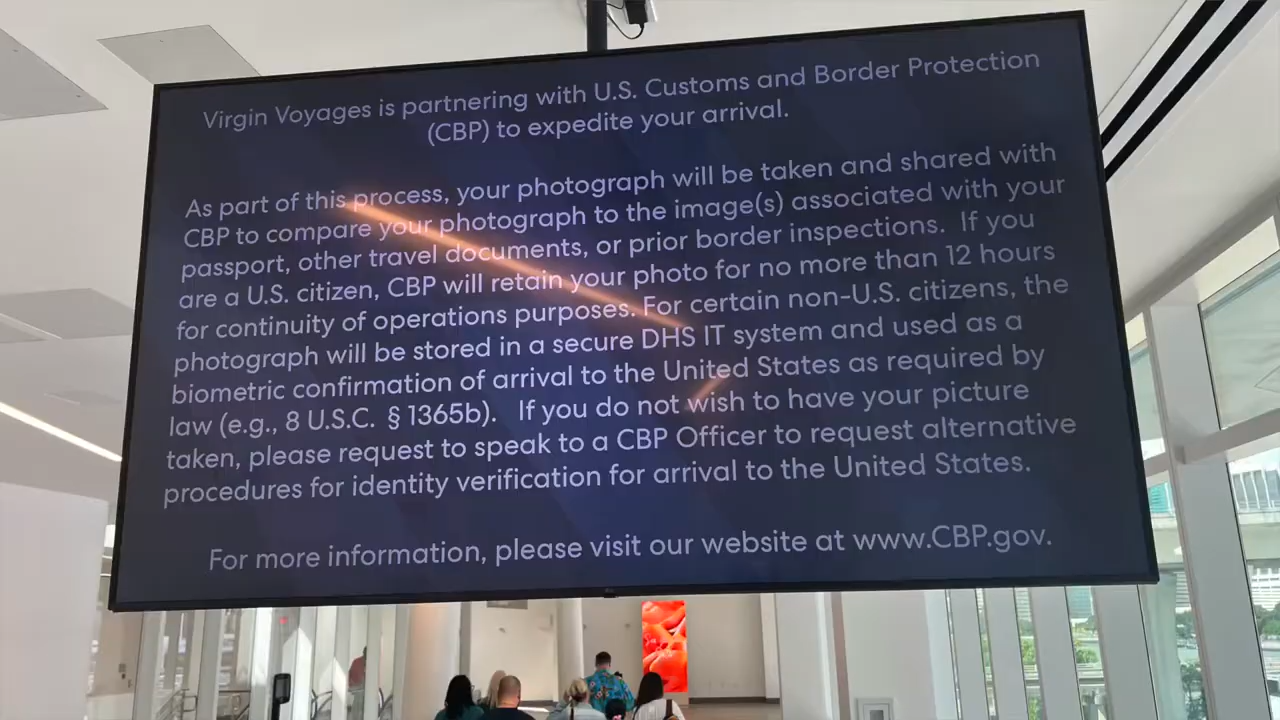 Virgin Voyages is partnering with U.S. Customs and Border Protection
(CBP) to expedite your arrival.
As part of this process, your photograph will be taken and shared with
CBP to compare your photograph to the image(s) associated with your
passport, other travel documents, or prior border inspections. If you
are a U.S. citizen, CBP will retain your photo for no more than 12 hours
for continuity of operations purposes. For certain non-U.S. citizens, the
photograph will be stored in a secure DHS IT system and used as a
biometric confirmation of arrival to the United States as required by
law (e.g., 8 U.S.C. § 1365b). If you do not wish to have your picture
taken, please request to speak to a CBP Officer to request alternative
procedures for identity verification for arrival to the United States.
For more information, please visit our website at www.CBP.gov.